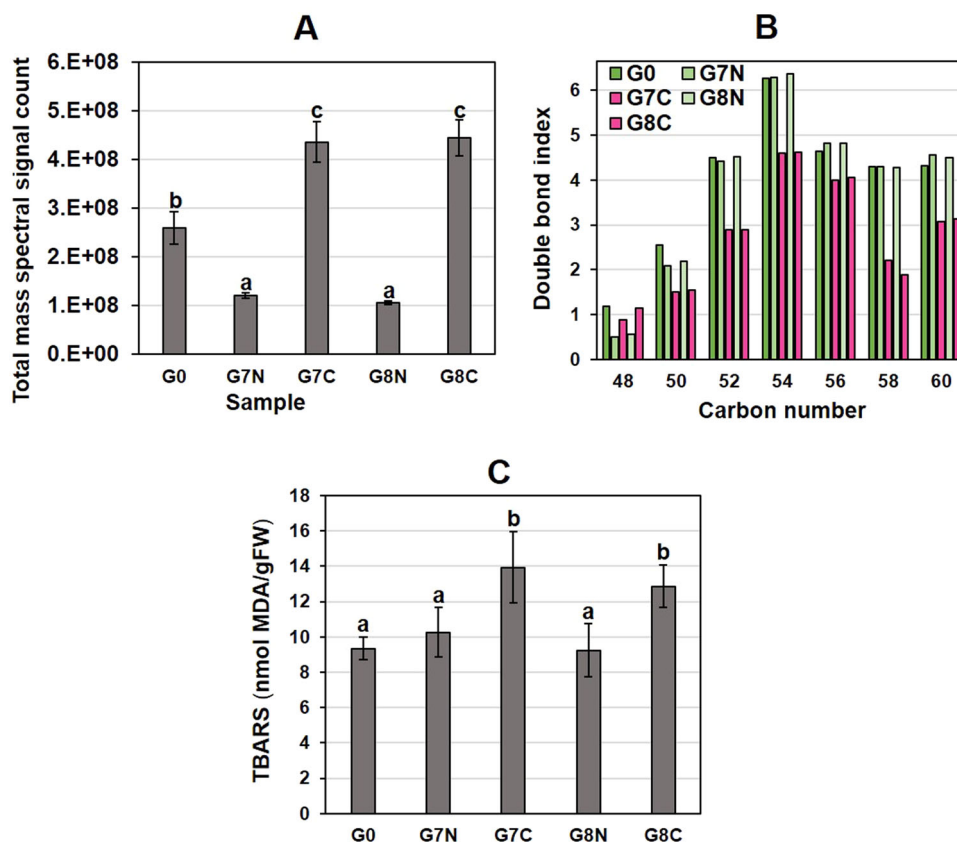 A
Total mass spectral signal count
6.E+08
5.E+08
4.E+08
3.E+08
2.E+08
1.E+08
0.E+00
b
a
c
a
c
G0 G7N G7C G8N G8C
Sample
B
Double bond index
6
5
4
3
2
1
0
G0 G7N
G7C G8N
G8C
48 50 52 54 56 58 60
Carbon number
C
TBARS (nmol MDA/gFW)
18
16
14
12
10
8
6
4
2
0
a
a
b
a
b
G0 G7N G7C G8N G8C